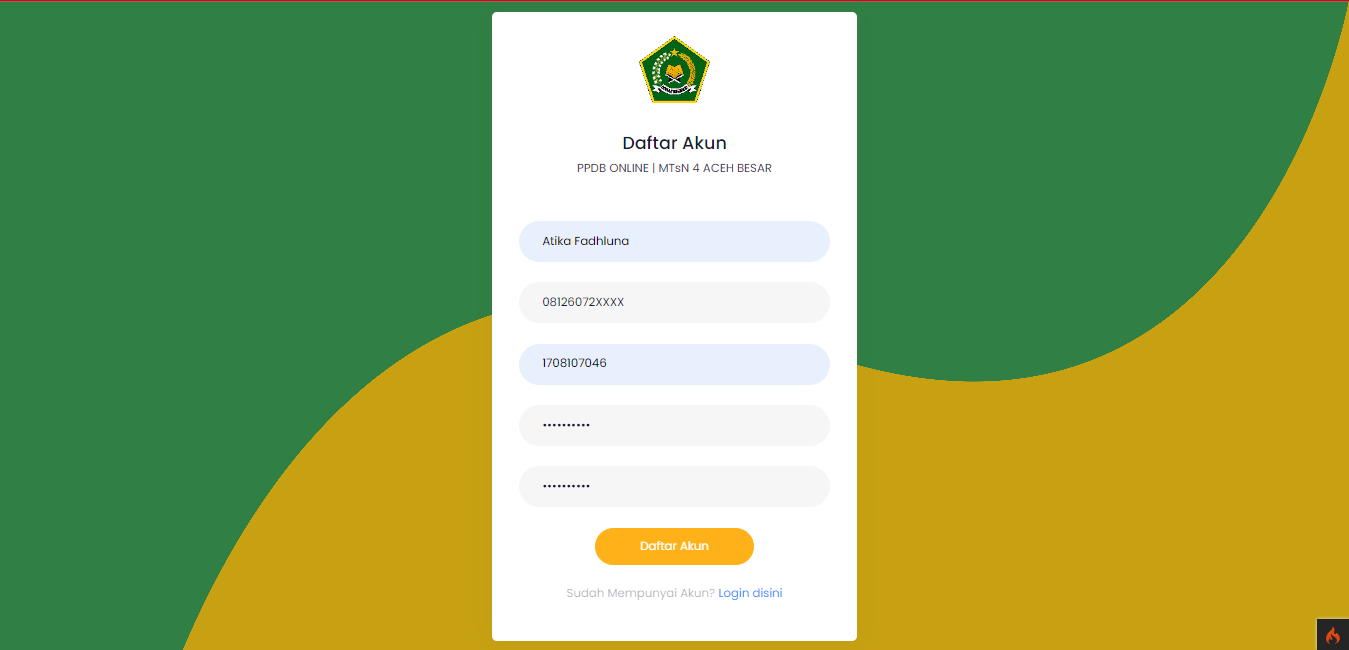 Daftar Akun
PPDB ONLINE | MTsN 4 ACEH BESAR
Atika Fadhluna
08126072XXXX
1708107046
••••••••••
••••••••••
Daftar Akun
Sudah Mempunyai Akun? Login disini